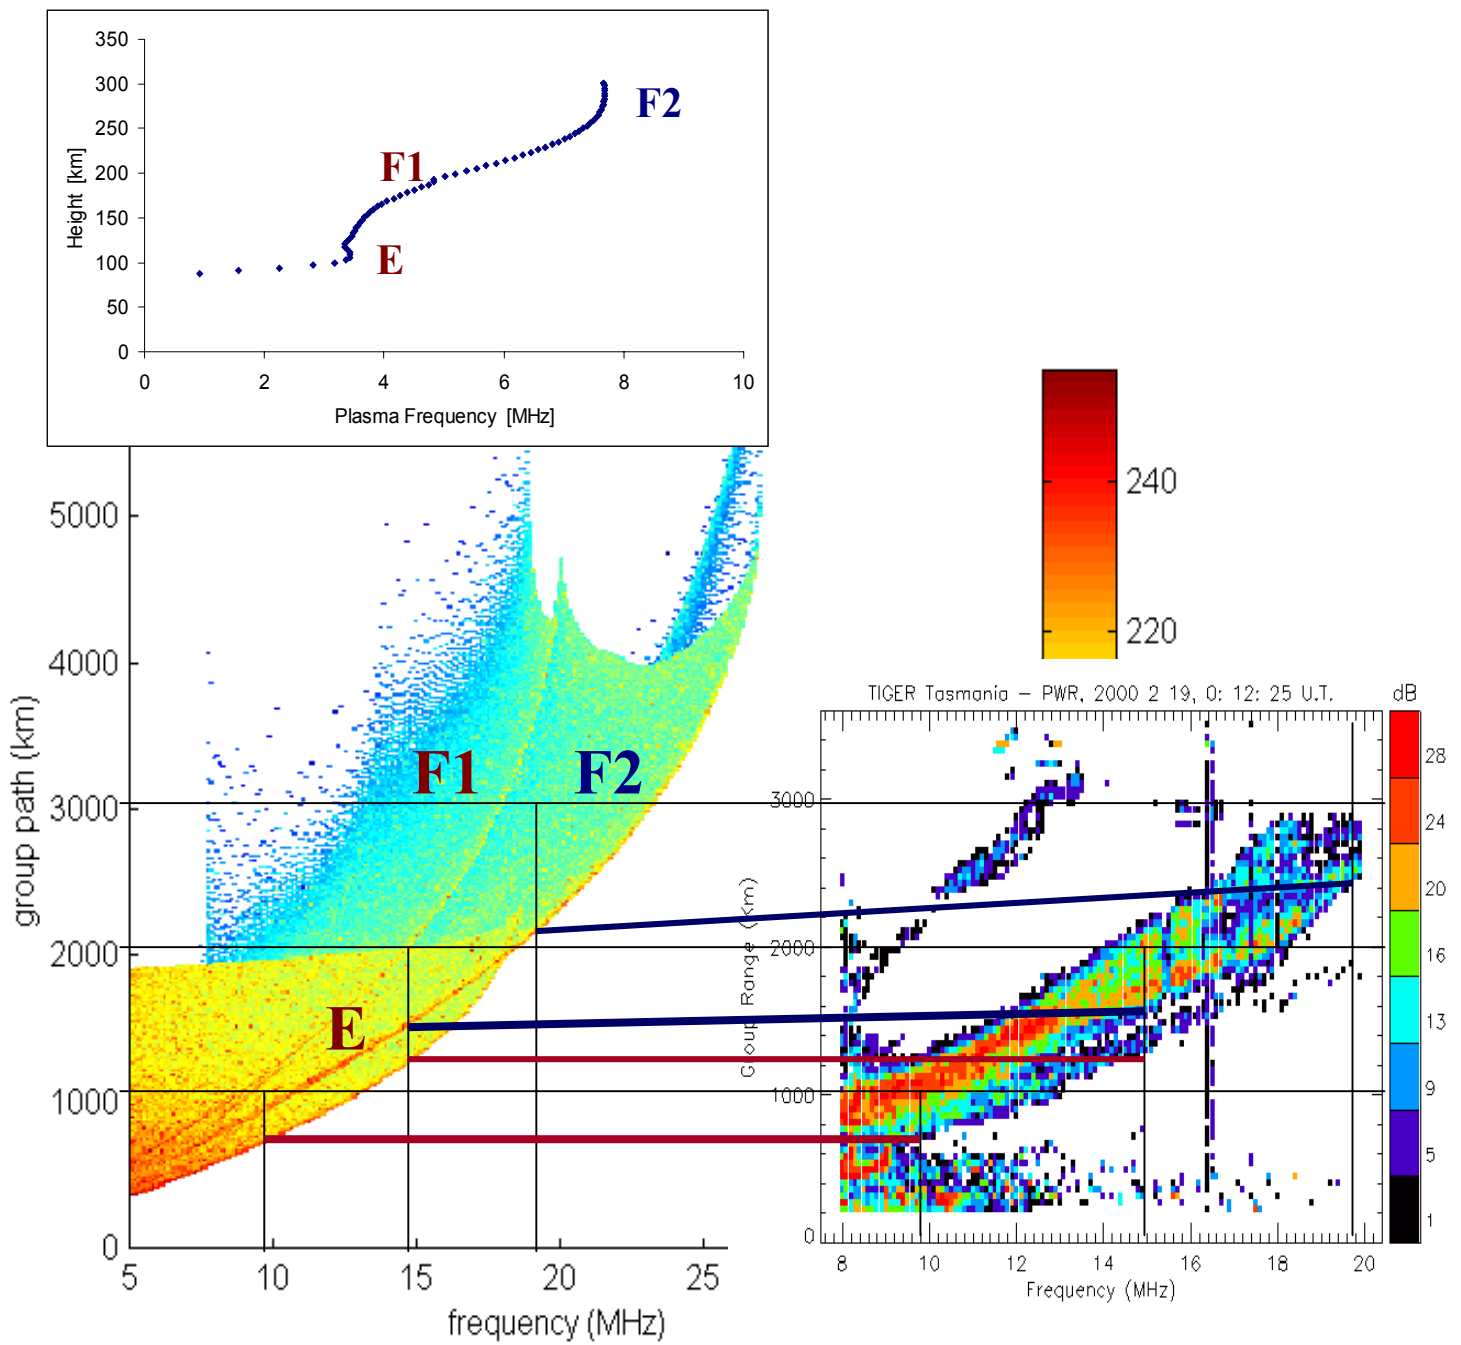 350
300
250
200
150
100
50
0
Height [km]
F2
F1
E
0 2 4 6 8 10
Plasma Frequency [MHz]
240
220
5000
4000
3000
2000
1000
0
group path (km)
F1 F2
E
5 10 15 20 25
frequency (MHz)
TIGER Tasmania - PWR, 2000 2 19, 0: 12: 25 U.T.
dB
3000
2000
1000
0
Group Range (Km)
8 10 12 14 16 18 20
Frequency (MHz)
28
24
20
16
13
9
5
1